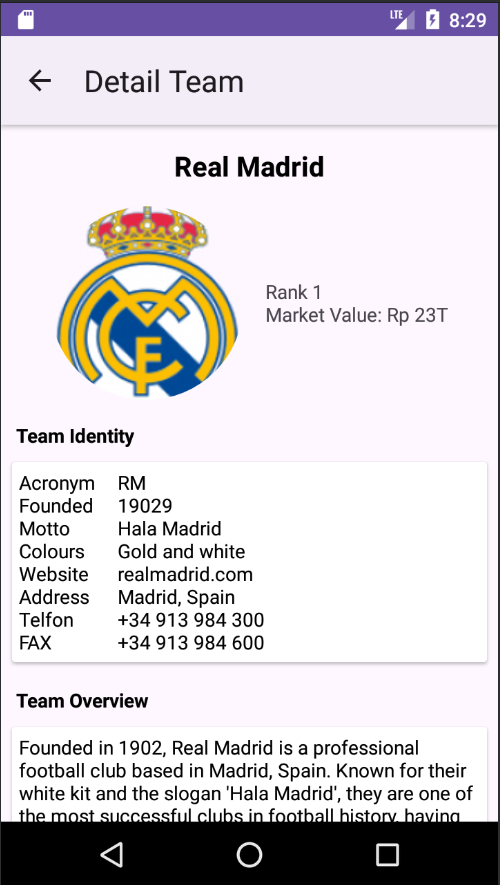 LTE 8:29
Detail Team
Real Madrid
Rank 1
Market Value: Rp 23T
Team Identity
Acronym RM
Founded 19029
Motto Hala Madrid
Colours Gold and white
Website realmadrid.com
Address Madrid, Spain
Telfon +34 913 984 300
FAX +34 913 984 600
Team Overview
Founded in 1902, Real Madrid is a professional
football club based in Madrid, Spain. Known for their
white kit and the slogan 'Hala Madrid', they are one of
the most successful clubs in football history, having